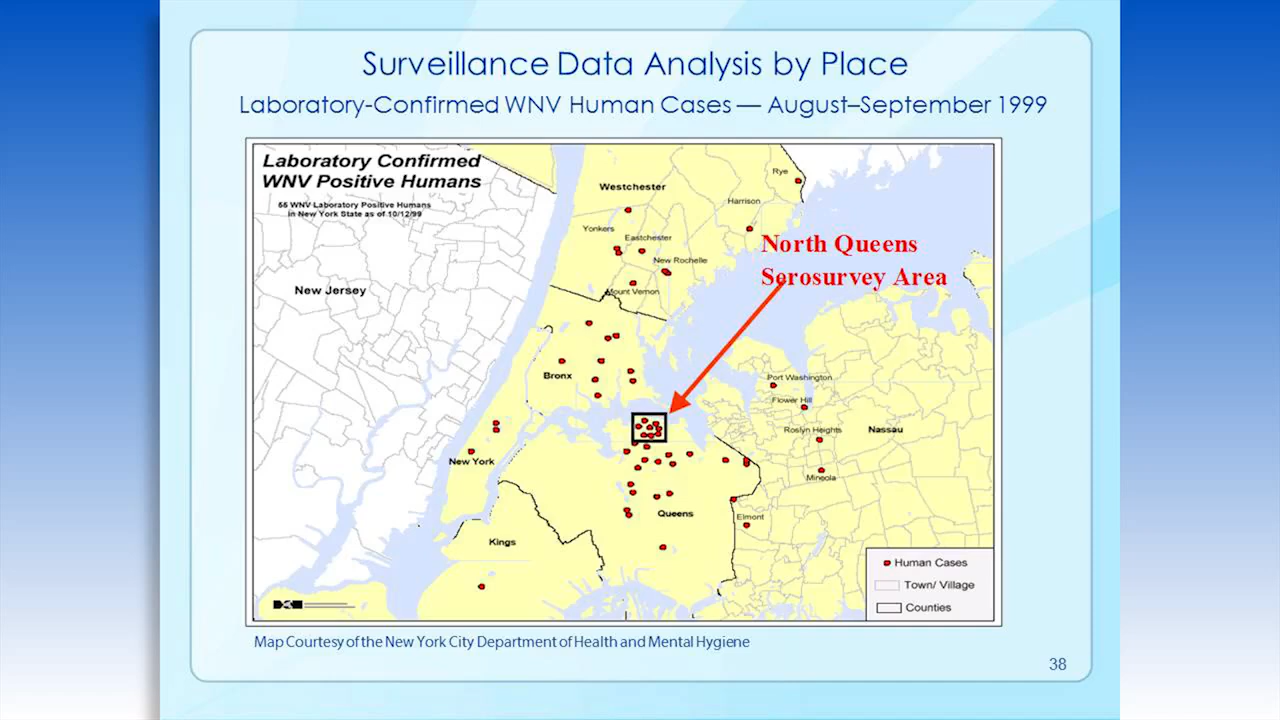 Surveillance Data Analysis by Place
Laboratory-Confirmed WNV Human Cases — August–September 1999
Laboratory Confirmed
WNV Positive Humans
56 WNV Laboratory Positive Humans
in New York State as of 10/12/99
Rye
Westchester
Harrison
Yonkers
Eastchester
North Queens
Serosurvey Area
New Rochelle
New Jersey
Mount Vernon
Bronx
Port Washington
Flower Hill
Roslyn Heights
Nassau
New York
Mineola
Queens
Elmont
Kings
Human Cases
Town/ Village
Counties
Map Courtesy of the New York City Department of Health and Mental Hygiene
38